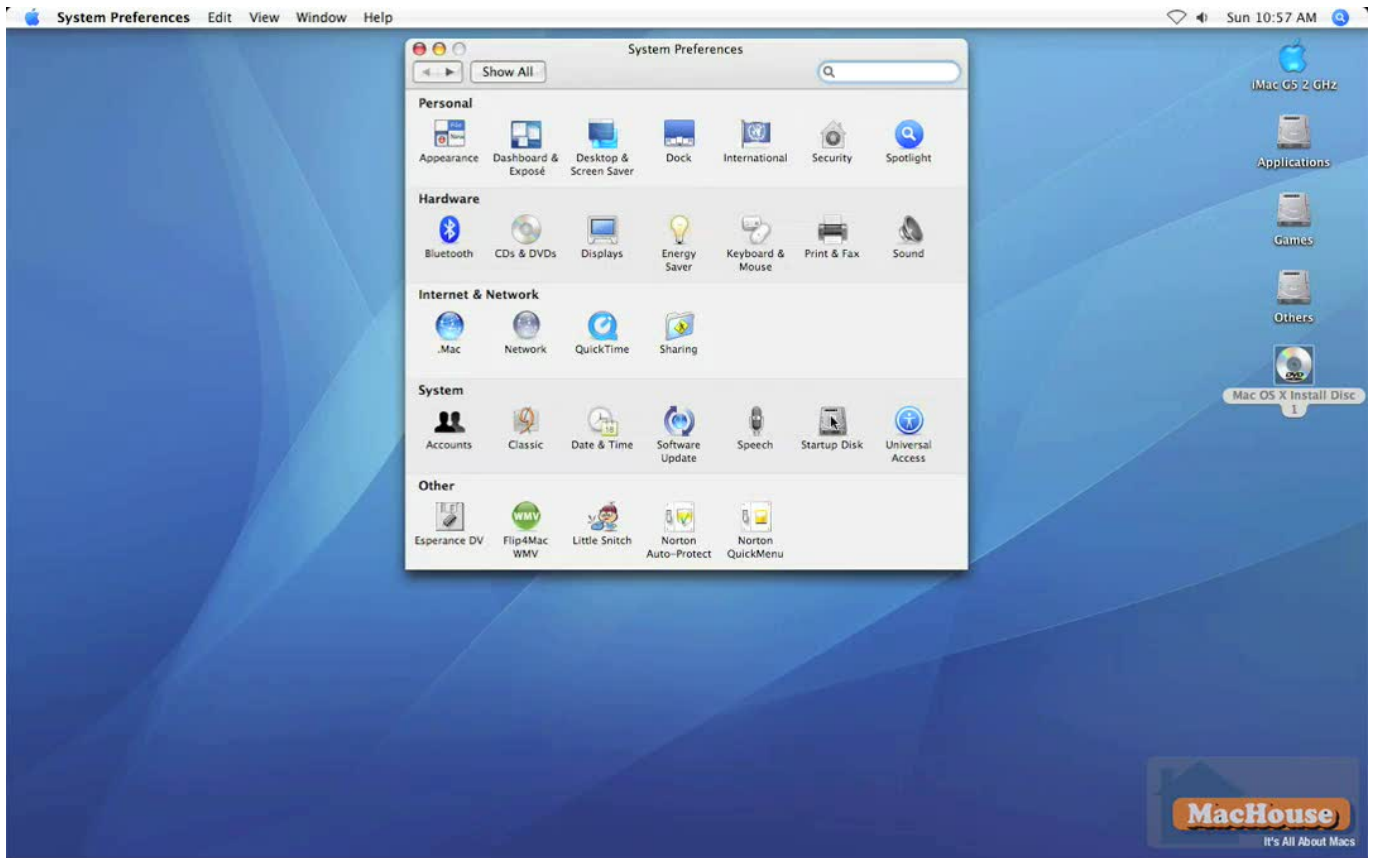 System Preferences Edit View Window Help
Sun 10:57 AM
System Preferences
Show All
Personal
Appearance
Dashboard &
Exposé
Desktop &
Screen Saver
Dock
International
Security
Spotlight
Hardware
Bluetooth
CDs & DVDs
Displays
Energy
Saver
Keyboard &
Mouse
Print & Fax
Sound
Internet & Network
.Mac
Network
QuickTime
Sharing
System
Accounts
Classic
Date & Time
Software
Update
Speech
Startup Disk
Universal
Access
Other
Esperance DV
WMV
Flip4Mac
WMV
Little Snitch
Norton
Auto-Protect
Norton
QuickMenu
iMac G5 2 GHz
Applications
Games
Others
DVD
Mac OS X Install Disc
1
MacHouse
It's All About Macs